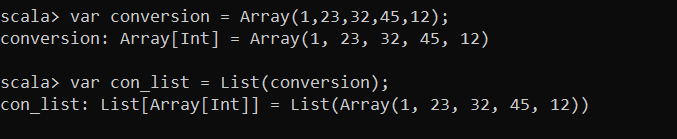 scala> var conversion = Array(1,23,32,45,12);
conversion: Array[Int] = Array(1, 23, 32, 45, 12)
scala> var con_list = List(conversion);
con_list: List[Array[Int]] = List(Array(1, 23, 32, 45, 12))